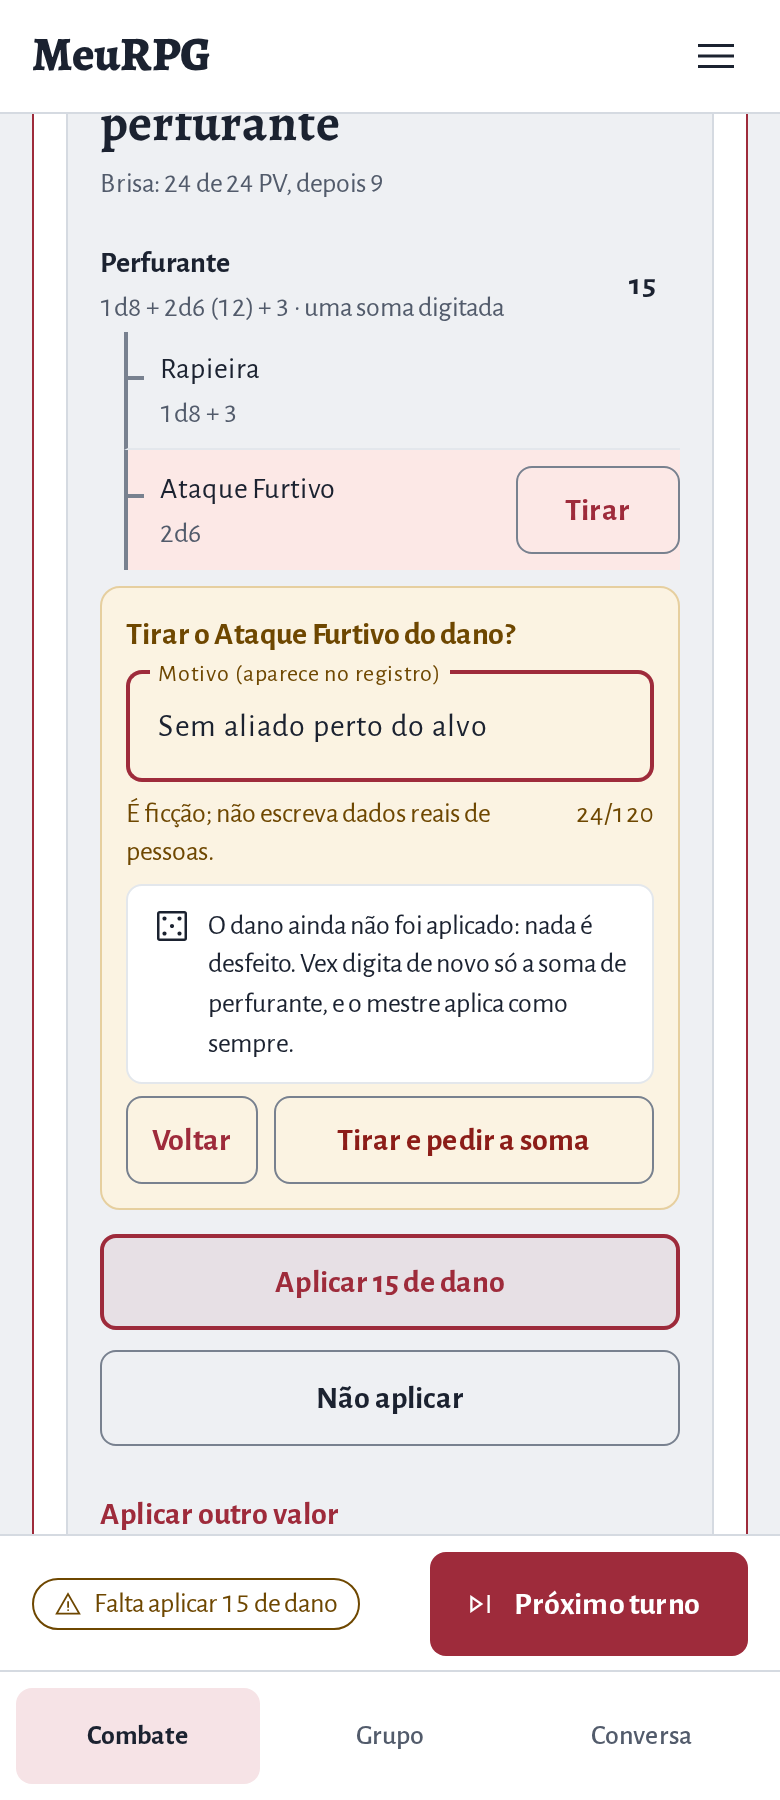 MeuRPG
perfurante
Brisa: 24 de 24 PV, depois 9
Perfurante
1d8 + 2d6 (12) + 3 · uma soma digitada
15
Rapieira
1d8 + 3
Ataque Furtivo
2d6
Tirar
Tirar o Ataque Furtivo do dano?
Motivo (aparece no registro)
Sem aliado perto do alvo
É ficção; não escreva dados reais de
pessoas.
24/120
O dano ainda não foi aplicado: nada é
desfeito. Vex digita de novo só a soma de
perfurante, e o mestre aplica como
sempre.
Voltar
Tirar e pedir a soma
Aplicar 15 de dano
Não aplicar
Aplicar outro valor
Falta aplicar 15 de dano
Próximo turno
Combate
Grupo
Conversa